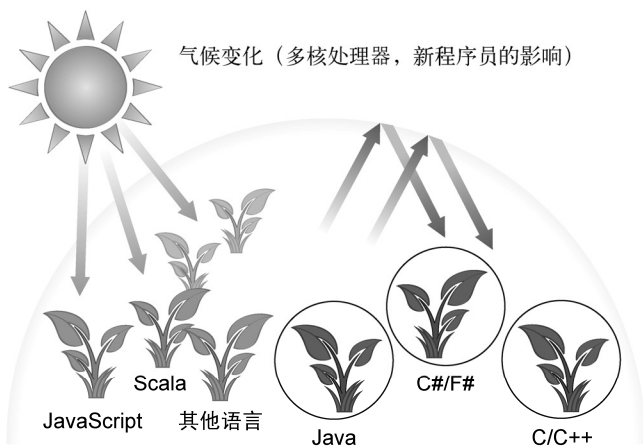 气候变化（多核处理器，新程序员的影响）
Scala
C#/F#
JavaScript
其他语言
Java
C/C++